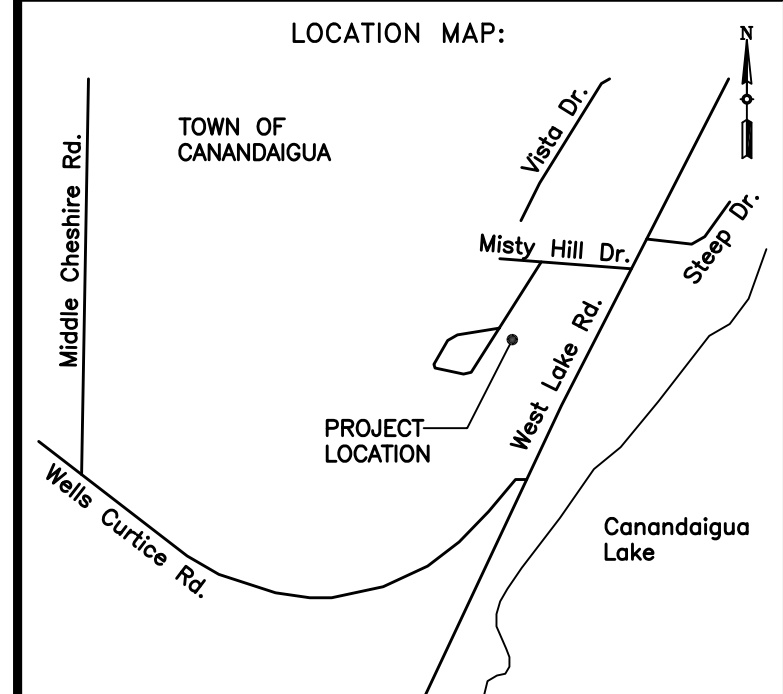 LOCATION MAP:
N
TOWN OF
CANANDAIGUA
Vista Dr.
Middle Cheshire Rd.
Misty Hill Dr.
Steep Dr.
West Lake Rd.
PROJECT
LOCATION
Wells Curtice Rd.
Canandaigua
Lake